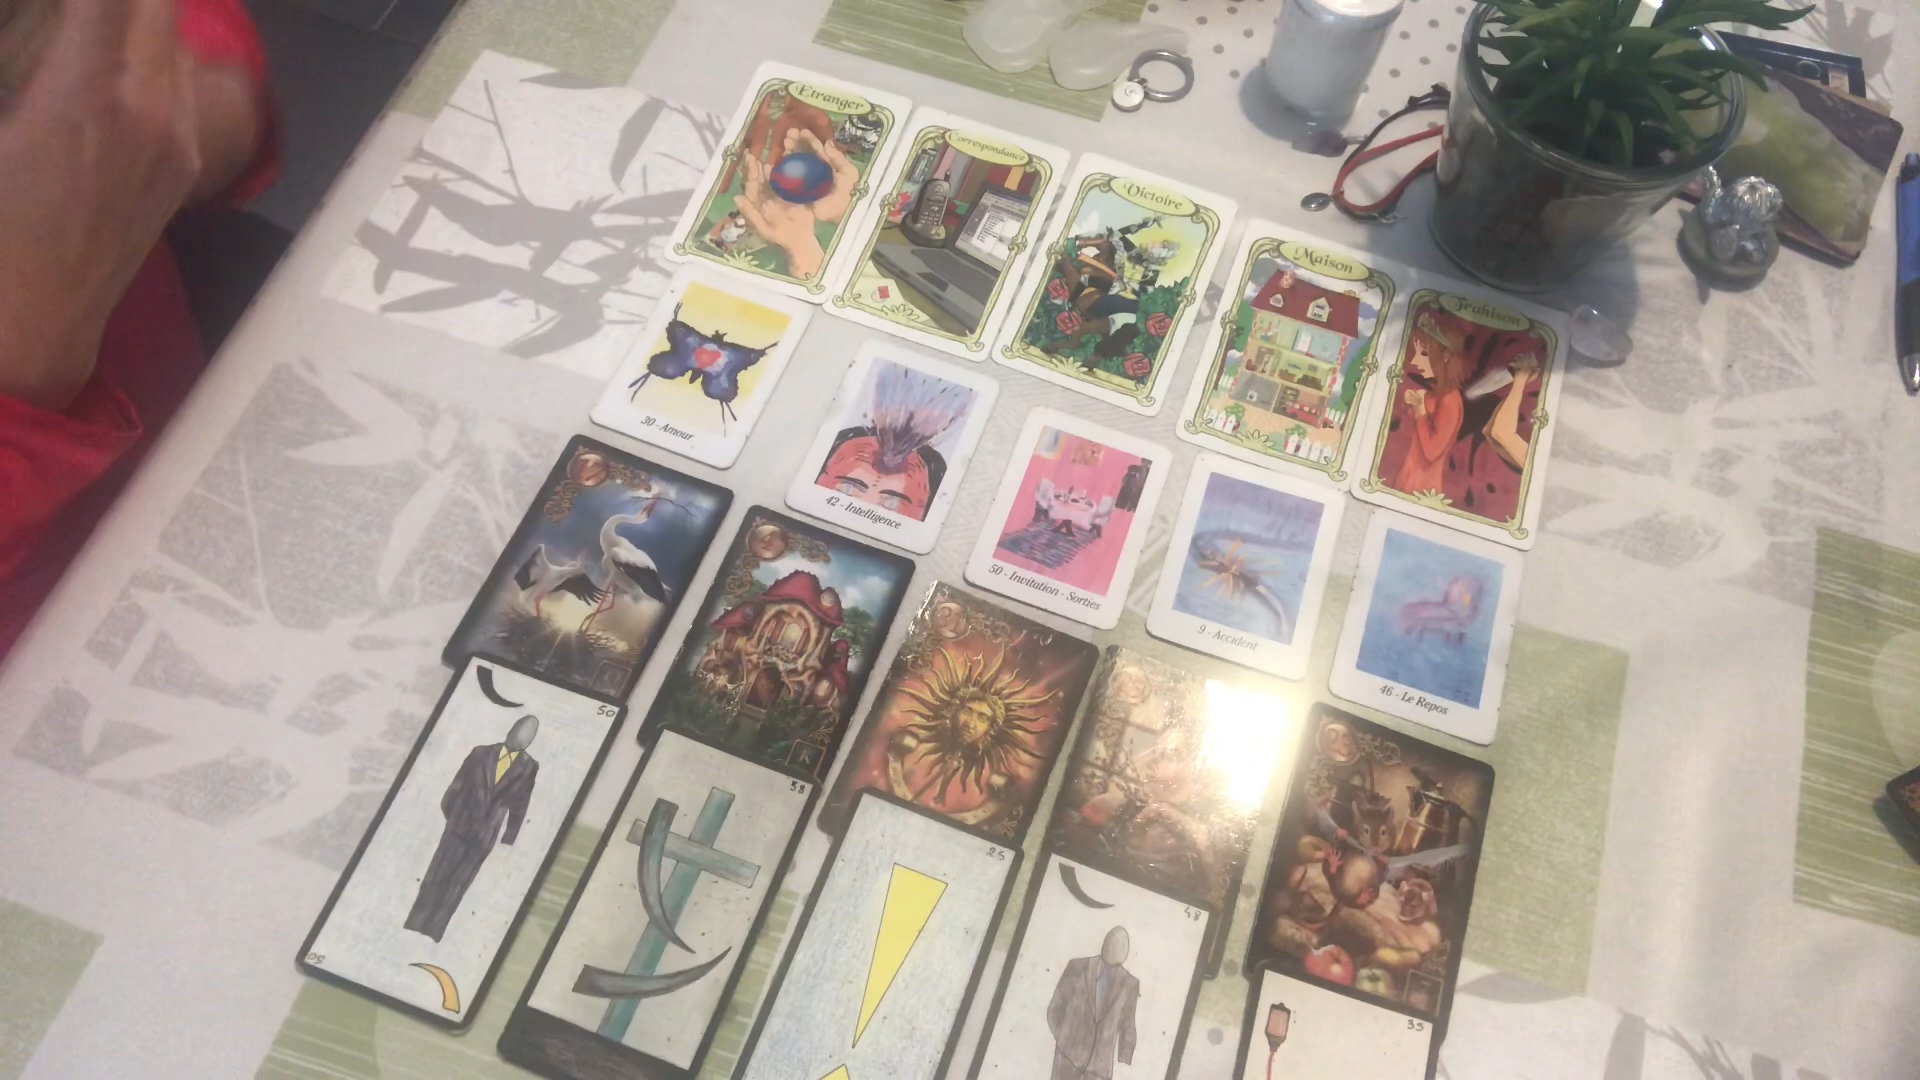 Etranger
Correspondance
Victoire
Maison
Trahison
30 - Amour
42 - Intelligence
50 - Invitation - Sorties
9 - Accident
46 - Le Repos
K
50
50
58
25
48
35